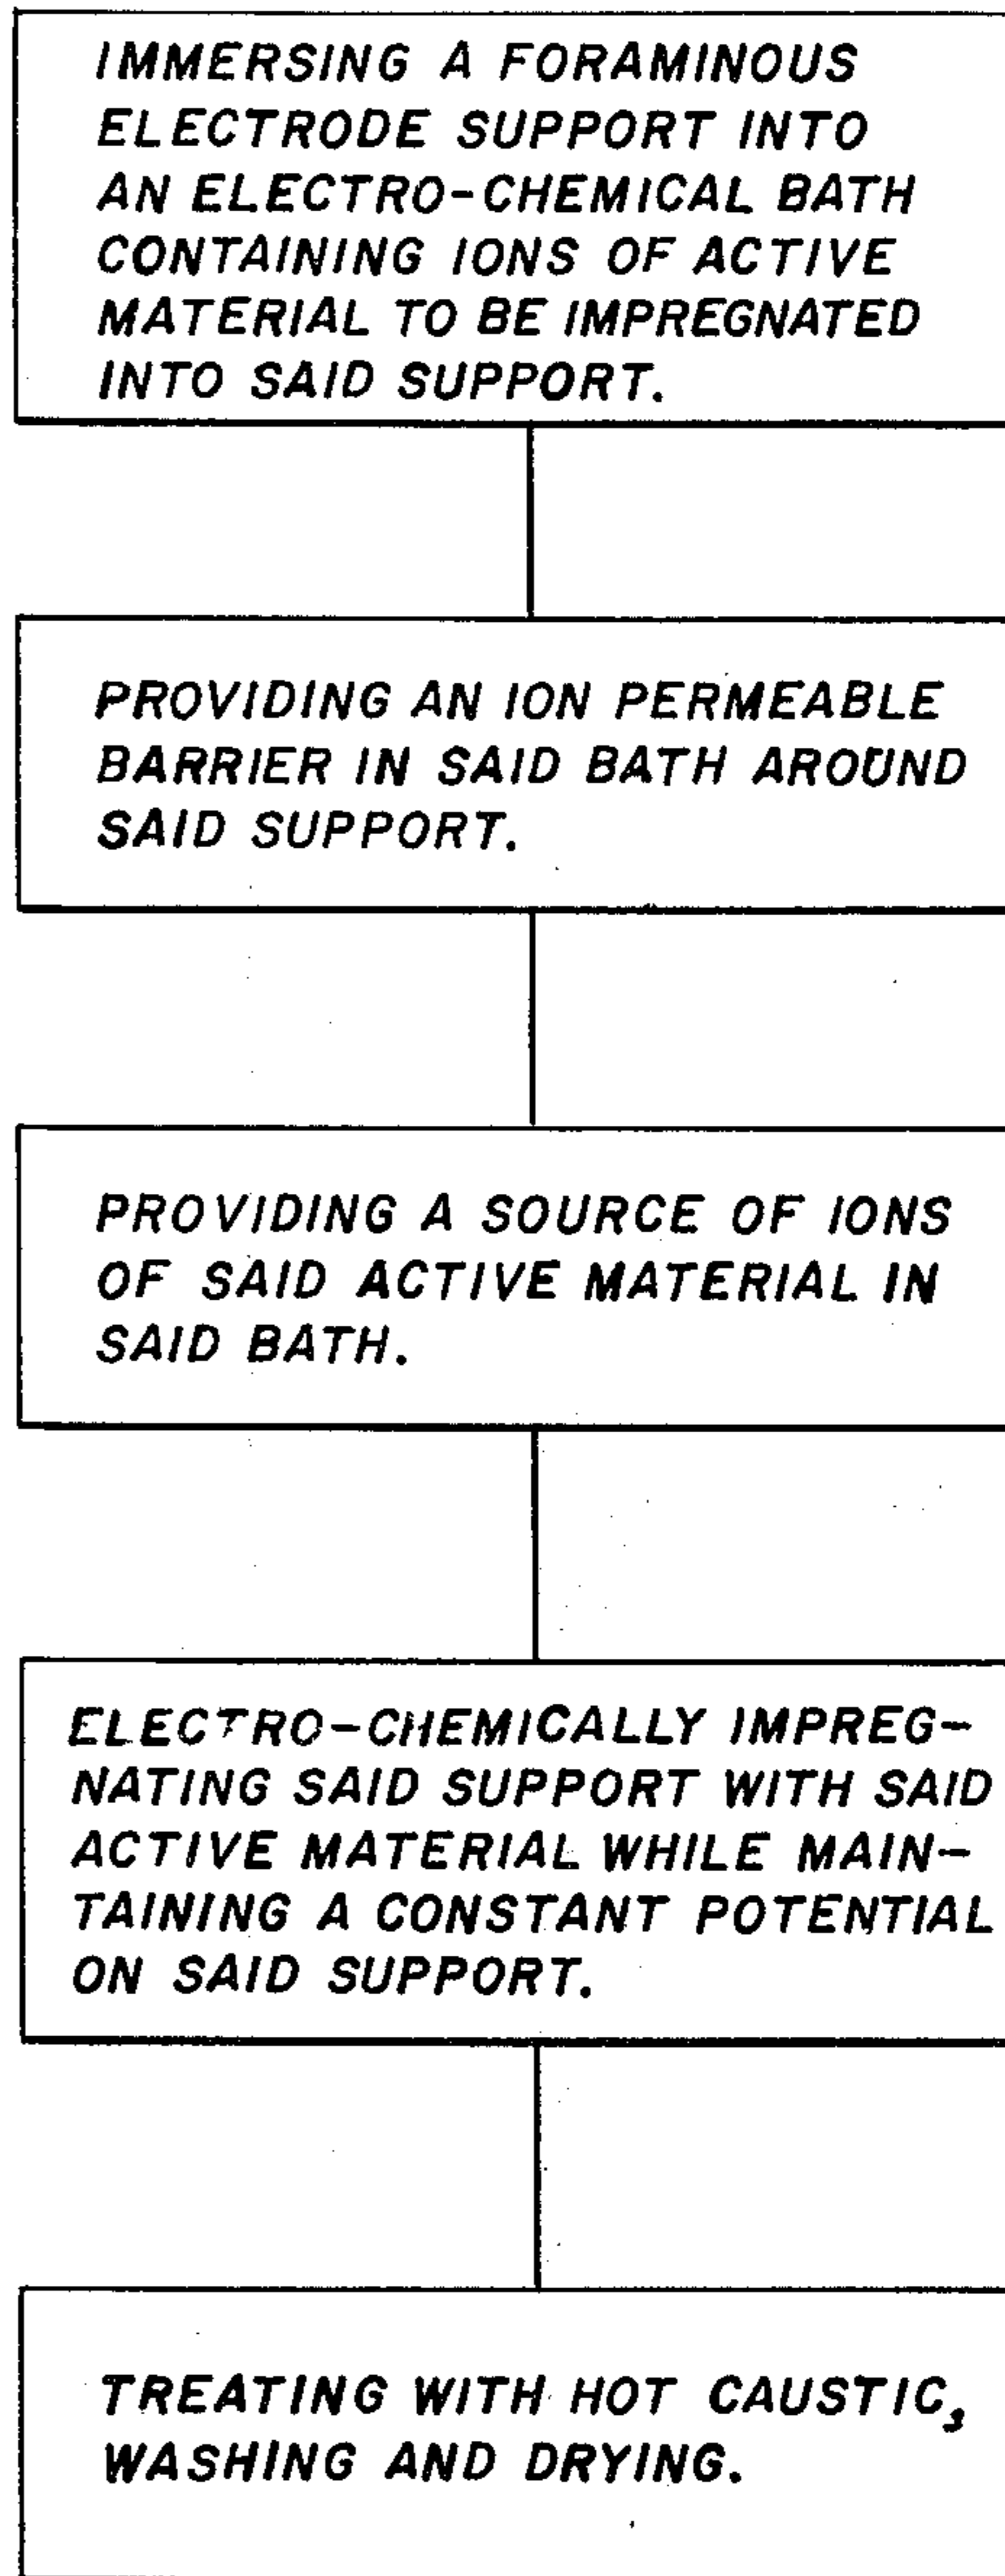 IMMERSING A FORAMINOUS
ELECTRODE SUPPORT INTO
AN ELECTRO-CHEMICAL BATH
CONTAINING IONS OF ACTIVE
MATERIAL TO BE IMPREGNATED
INTO SAID SUPPORT.
PROVIDING AN ION PERMEABLE
BARRIER IN SAID BATH AROUND
SAID SUPPORT.
PROVIDING A SOURCE OF IONS
OF SAID ACTIVE MATERIAL IN
SAID BATH.
ELECTRO-CHEMICALLY IMPREG-
NATING SAID SUPPORT WITH SAID
ACTIVE MATERIAL WHILE MAIN-
TAINING A CONSTANT POTENTIAL
ON SAID SUPPORT.
TREATING WITH HOT CAUSTIC,
WASHING AND DRYING.